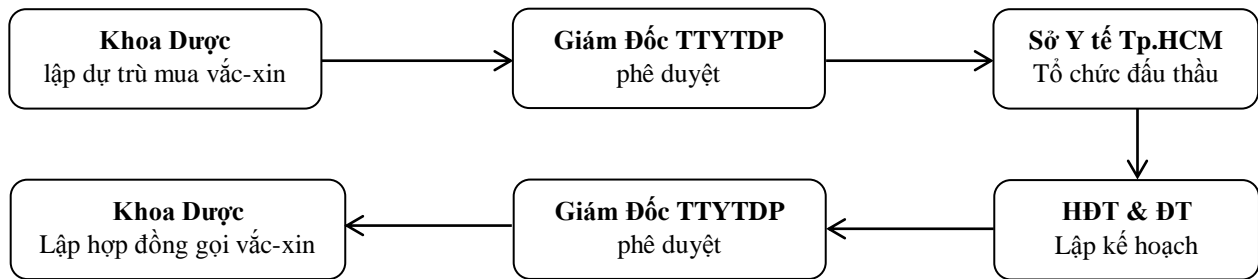 Khoa Dược
lập dự trù mua vắc-xin
Giám Đốc TTYTDP
phê duyệt
Sở Y tế Tp.HCM
Tổ chức đấu thầu
HĐT & ĐT
Lập kế hoạch
Giám Đốc TTYTDP
phê duyệt
Khoa Dược
Lập hợp đồng gọi vắc-xin